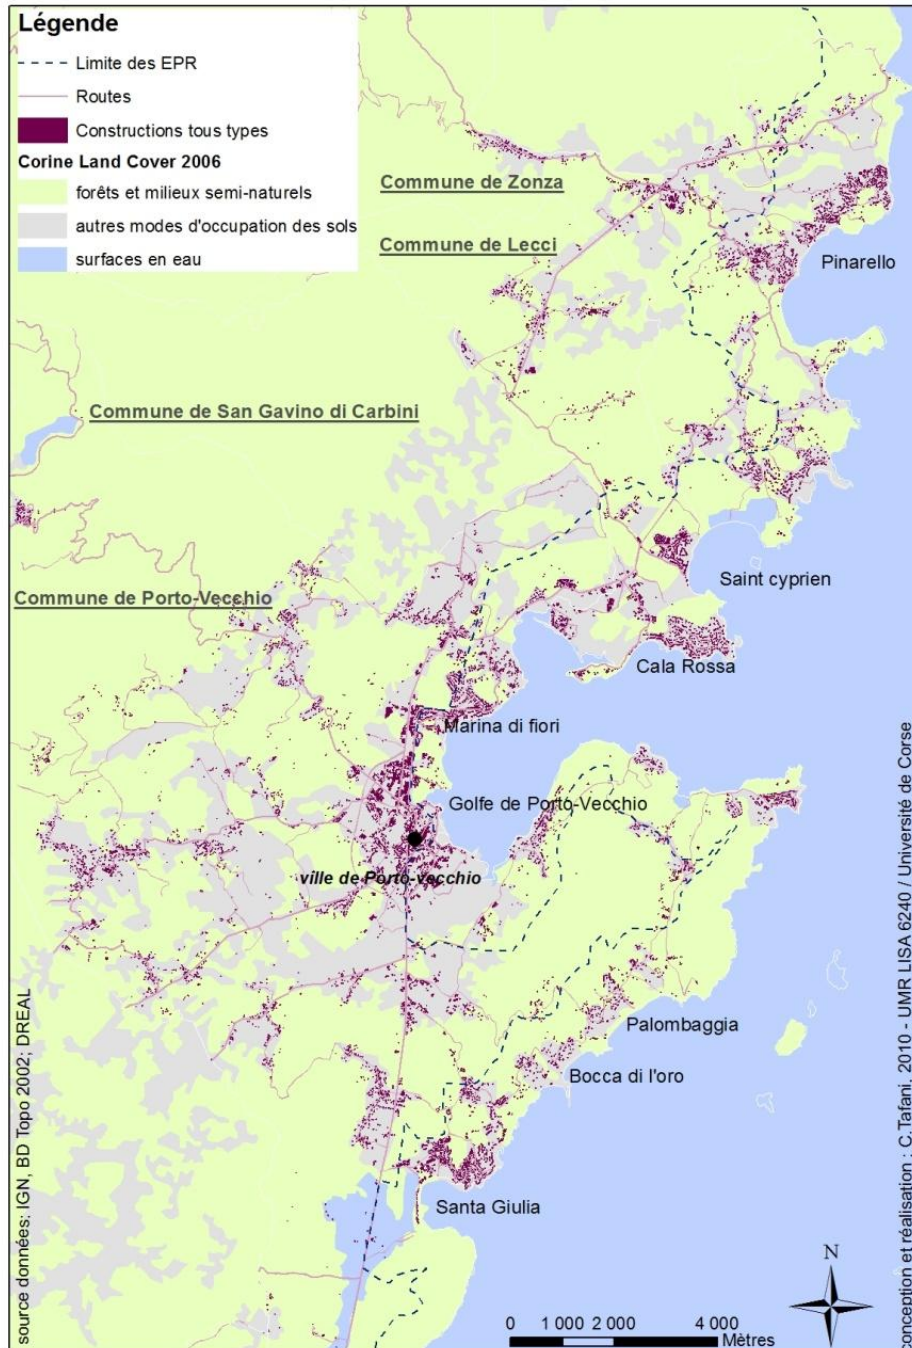 Légende
Limite des EPR
Routes
Constructions tous types
Corine Land Cover 2006
forêts et milieux semi-naturels
autres modes d'occupation des sols
surfaces en eau
Commune de Zonza
Commune de Lecci
Pinarello
Commune de San Gavino di Carbini
Saint cyprien
Commune de Porto-Vecchio
Cala Rossa
Marina di fiori
Golfe de Porto-Vecchio
ville de Porto-vecchio
Palombaggia
Bocca di l'oro
Santa Giulia
N
0 1 000 2 000 4 000
Mètres
source données: IGN, BD Topo 2002; DREAL
conception et réalisation : C.Tafani, 2010 - UMR LISA 6240 / Université de Corse